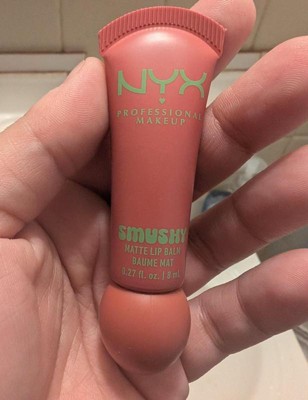 NYX
PROFESSIONAL
MAKEUP
SMUSHY
MATTE LIP BALM
BAUME MAT
0.27 fl. oz. | 8 mL